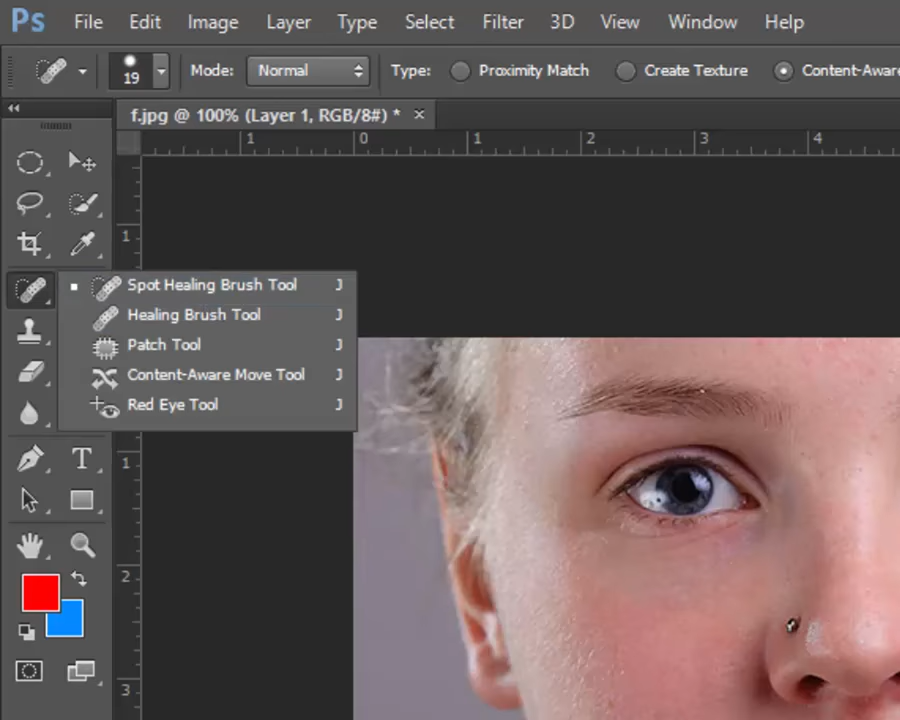 Ps File Edit Image Layer Type Select Filter 3D View Window Help
19 Mode: Normal Type: Proximity Match Create Texture Content-Aware
f.jpg @ 100% (Layer 1, RGB/8#) * ×
1 0 1 2 3 4
1
Spot Healing Brush Tool J
Healing Brush Tool J
Patch Tool J
Content-Aware Move Tool J
Red Eye Tool J
T
1
2
3